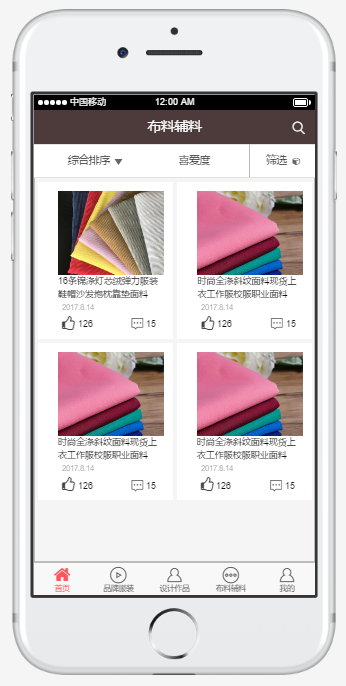 中国移动 12:00 AM
布料辅料
综合排序 喜爱度 筛选
16条锦涤灯芯绒弹力服装
鞋帽沙发抱枕靠垫面料
2017.8.14
126 15
时尚全涤斜纹面料现货上
衣工作服校服职业面料
2017.8.14
126 15
时尚全涤斜纹面料现货上
衣工作服校服职业面料
2017.8.14
126 15
时尚全涤斜纹面料现货上
衣工作服校服职业面料
2017.8.14
126 15
首页 品牌服装 设计作品 布料辅料 我的